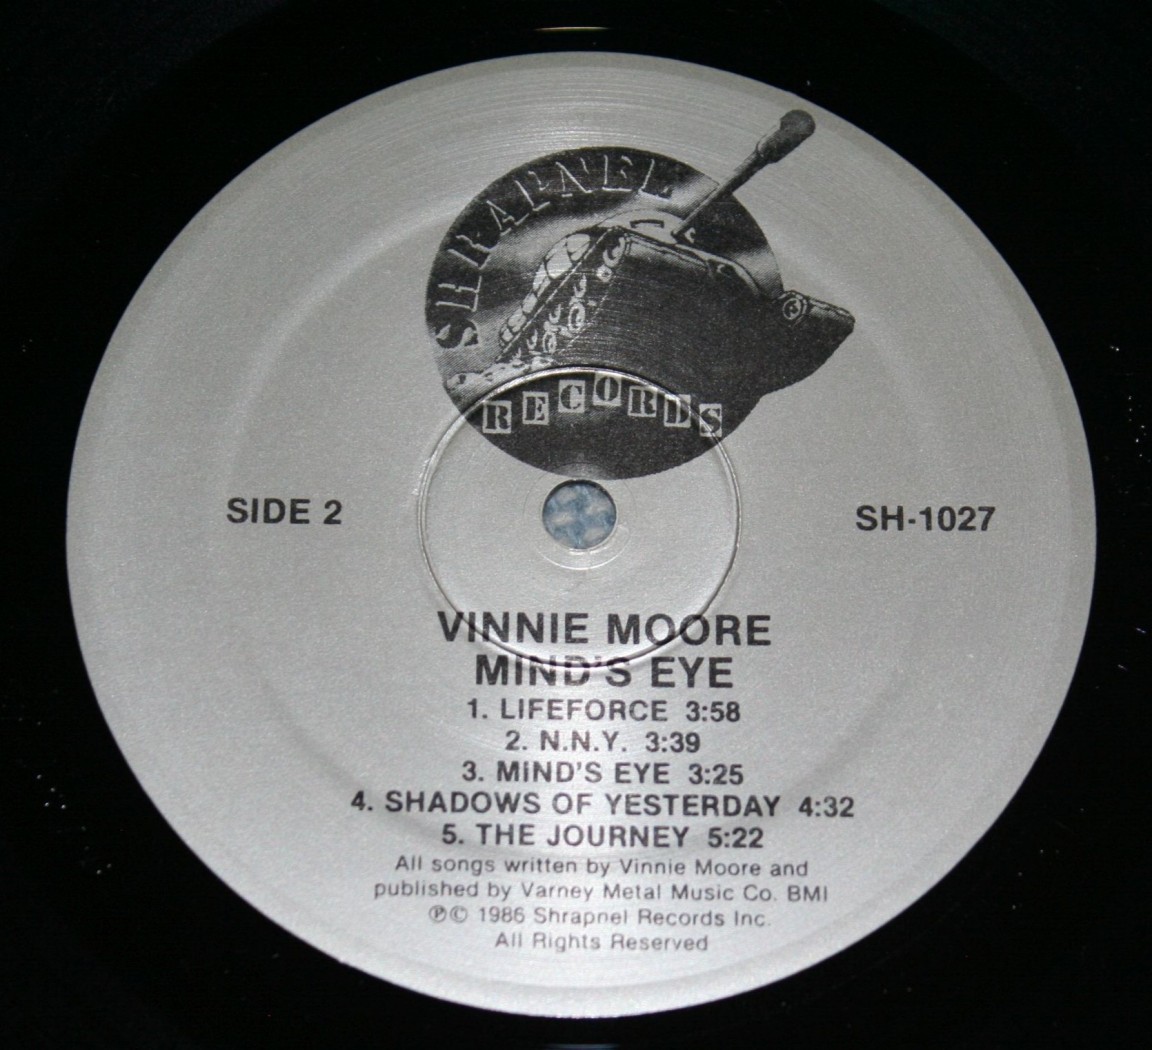 SHRAPNEL
RECORDS
SIDE 2
SH-1027
VINNIE MOORE
MIND'S EYE
1. LIFEFORCE 3:58
2. N.N.Y. 3:39
3. MIND'S EYE 3:25
4. SHADOWS OF YESTERDAY 4:32
5. THE JOURNEY 5:22
All songs written by Vinnie Moore and
published by Varney Metal Music Co. BMI
℗© 1986 Shrapnel Records Inc.
All Rights Reserved